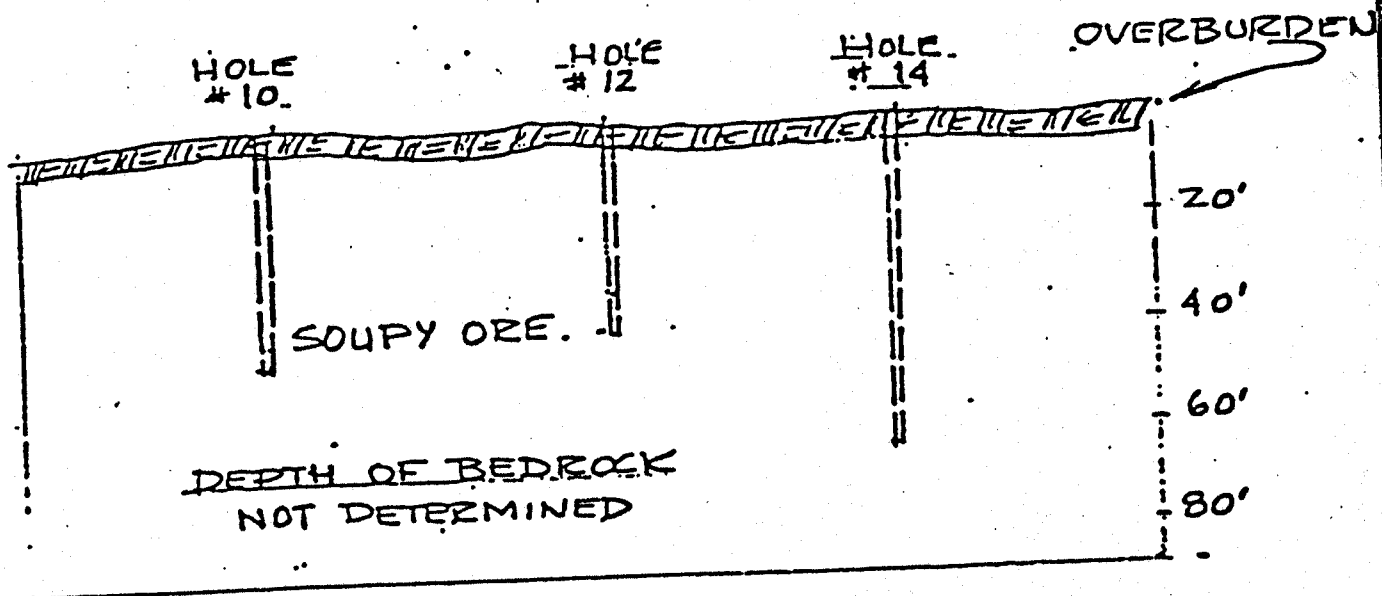 HOLE
# 10.
HOLE
# 12
HOLE.
# 14
OVERBURDEN
20'
40'
SOUPY ORE.
60'
DEPTH OF BEDROCK
NOT DETERMINED
80'